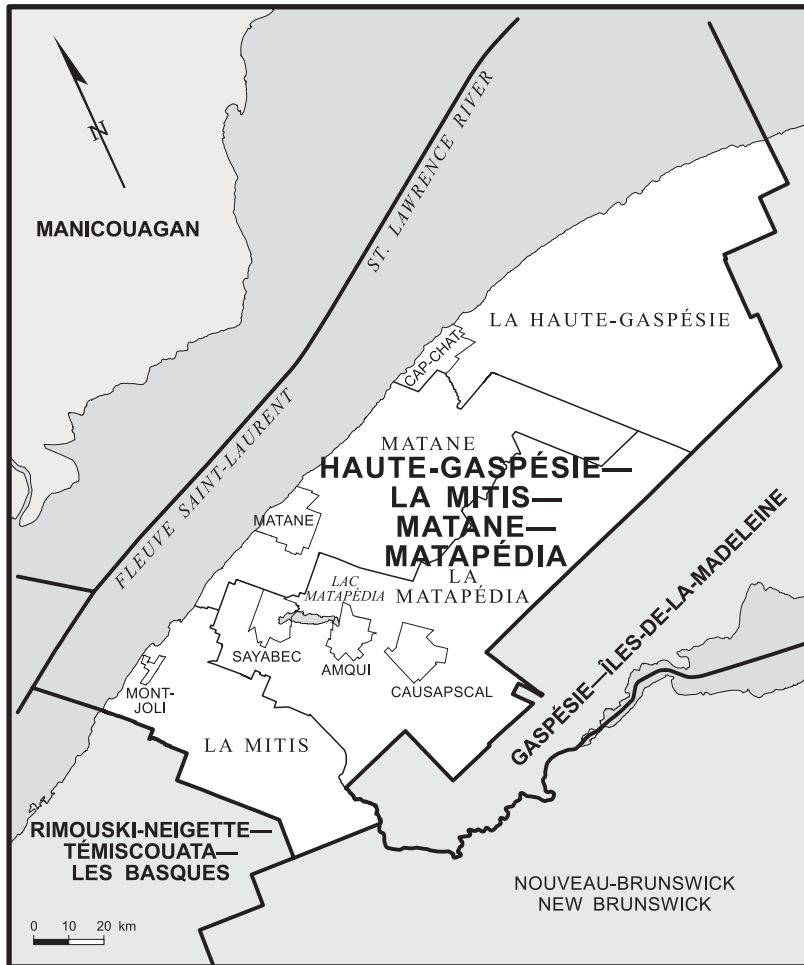 N
MANICOUAGAN
ST. LAWRENCE RIVER
FLEUVE SAINT-LAURENT
LA HAUTE-GASPÉSIE
CAP-CHAT
MATANE
HAUTE-GASPÉSIE—
LA MITIS—
MATANE—
MATAPÉDIA
MATANE
LAC
MATAPÉDIA
LA
MATAPÉDIA
SAYABEC
AMQUI
CAUSAPSCAL
MONT-
JOLI
LA MITIS
GASPÉSIE—ÎLES-DE-LA-MADELEINE
RIMOUSKI-NEIGETTE—
TÉMISCOUATA—
LES BASQUES
NOUVEAU-BRUNSWICK
NEW BRUNSWICK
0 10 20 km